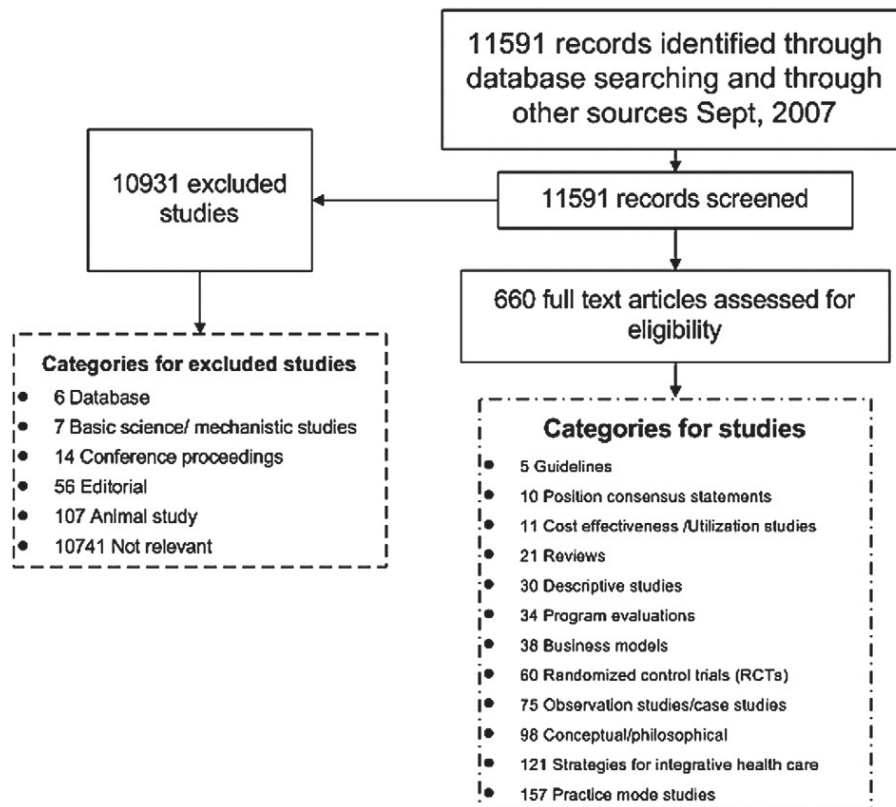 11591 records identified through
database searching and through
other sources Sept, 2007
10931 excluded
studies
11591 records screened
660 full text articles assessed for
eligibility
Categories for excluded studies
● 6 Database
● 7 Basic science/ mechanistic studies
● 14 Conference proceedings
● 56 Editorial
● 107 Animal study
● 10741 Not relevant
Categories for studies
● 5 Guidelines
● 10 Position consensus statements
● 11 Cost effectiveness /Utilization studies
● 21 Reviews
● 30 Descriptive studies
● 34 Program evaluations
● 38 Business models
● 60 Randomized control trials (RCTs)
● 75 Observation studies/case studies
● 98 Conceptual/philosophical
● 121 Strategies for integrative health care
● 157 Practice mode studies